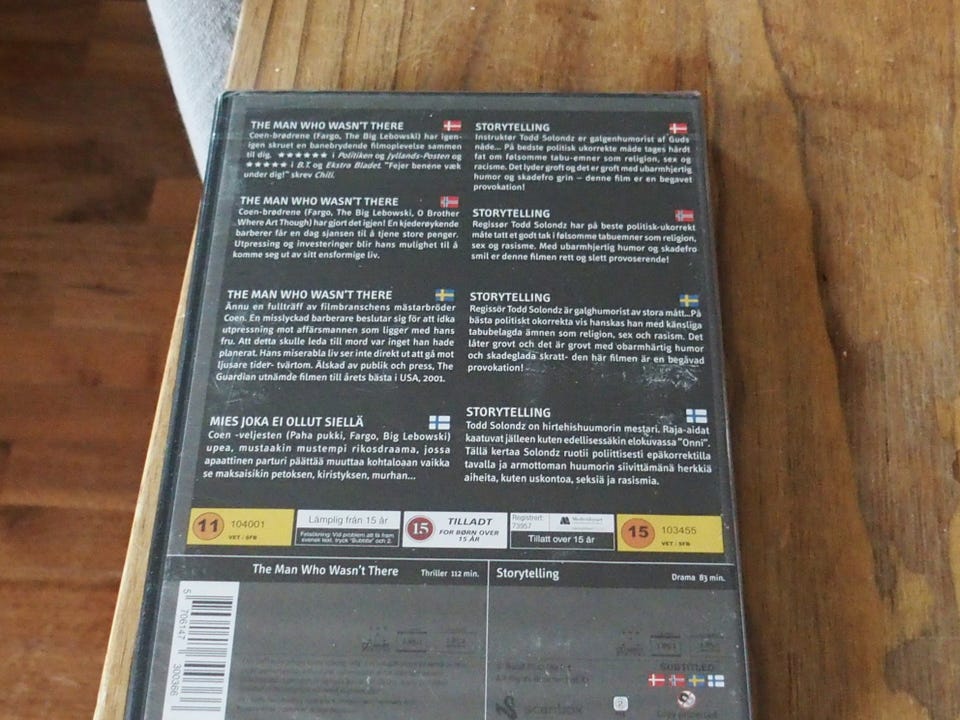 THE MAN WHO WASN'T THERE
Coen-brødrene (Fargo, The Big Lebowski) har igen-
igen skruet en banebrydende filmoplevelse sammen
til dig. ★★★★★★ i Politiken og Jyllands-Posten og
★★★★★ i B.T. og Ekstra Bladet. "Fejer benene væk
under dig!" skrev Chili.
THE MAN WHO WASN'T THERE
Coen-brødrene (Fargo, The Big Lebowski, O Brother
Where Art Though) har gjort det igjen! En kjederøykende
barberer får en dag sjansen til å tjene store penger.
Utpressing og investeringer blir hans mulighet til å
komme seg ut av sitt ensformige liv.
THE MAN WHO WASN'T THERE
Ännu en fullträff av filmbranschens mästarbröder
Coen. En misslyckad barberare beslutar sig för att idka
utpressning mot affärsmannen som ligger med hans
fru. Att detta skulle leda till mord var inget han hade
planerat. Hans miserabla liv ser inte direkt ut att gå mot
ljusare tider- tvärtom. Älskad av publik och press, The
Guardian utnämde filmen till årets bästa i USA, 2001.
MIES JOKA EI OLLUT SIELLÄ
Coen -veljesten (Paha pukki, Fargo, Big Lebowski)
upea, mustaakin mustempi rikosdraama, jossa
apaattinen parturi päättää muuttaa kohtaloaan vaikka
se maksaisikin petoksen, kiristyksen, murhan...
STORYTELLING
Instruktør Todd Solondz er galgenhumorist af Guds
nåde... På bedste politisk ukorrekte måde tages hårdt
fat om følsomme tabu-emner som religion, sex og
racisme. Det lyder groft og det er groft med ubarmhjertig
humor og skadefro grin – denne film er en begavet
provokation!
STORYTELLING
Regissør Todd Solondz har på beste politisk-ukorrekt
måte tatt et godt tak i følsomme tabuemner som religion,
sex og rasisme. Med ubarmhjertig humor og skadefro
smil er denne filmen rett og slett provoserende!
STORYTELLING
Regissör Todd Solondz är galghumorist av stora mått...På
bästa politiskt okorrekta vis hanskas han med känsliga
tabubelagda ämnen som religion, sex och rasism. Det
låter grovt och det är grovt med obarmhärtig humor
och skadeglada skratt- den här filmen är en begåvad
provokation!
STORYTELLING
Todd Solondz on hirtehishuumorin mestari. Raja-aidat
kaatuvat jälleen kuten edellisessäkin elokuvassa "Onni".
Tällä kertaa Solondz ruotii poliittisesti epäkorrektilla
tavalla ja armottoman huumorin siivittämänä herkkiä
aiheita, kuten uskontoa, seksiä ja rasismia.
11 104001
VET / SFB
Lämplig från 15 år
Felsökning: Vid problem att få fram
svensk text, tryck "Subtitle" och 2.
15 TILLADT
FOR BØRN OVER
15 ÅR
Registrert
73957
Tillatt over 15 år
15 103455
VET / SFB
The Man Who Wasn't There Thriller 112 min.
Storytelling Drama 83 min.
5 706147 300366
SUBTITLED
scanbox